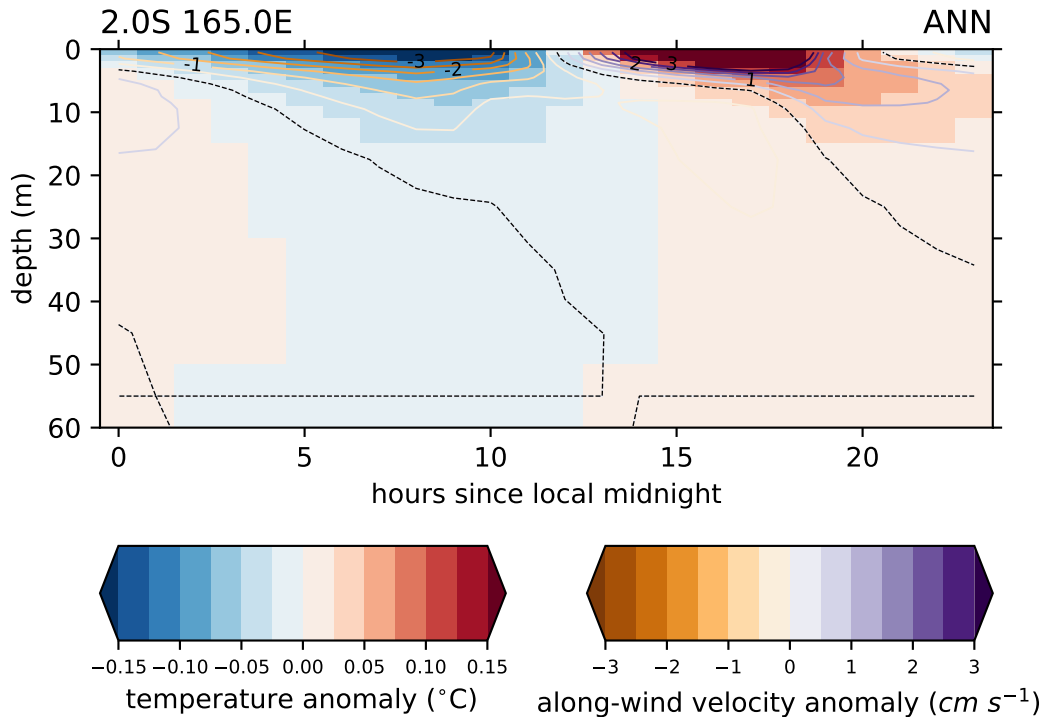 2.0S 165.0E ANN
-1 -3 -2 2 3 1
0
10
20
30
40
50
60
depth (m)
0 5 10 15 20
hours since local midnight
−0.15 −0.10 −0.05 0.00 0.05 0.10 0.15
temperature anomaly (°C)
−3 −2 −1 0 1 2 3
along-wind velocity anomaly (cm s⁻¹)